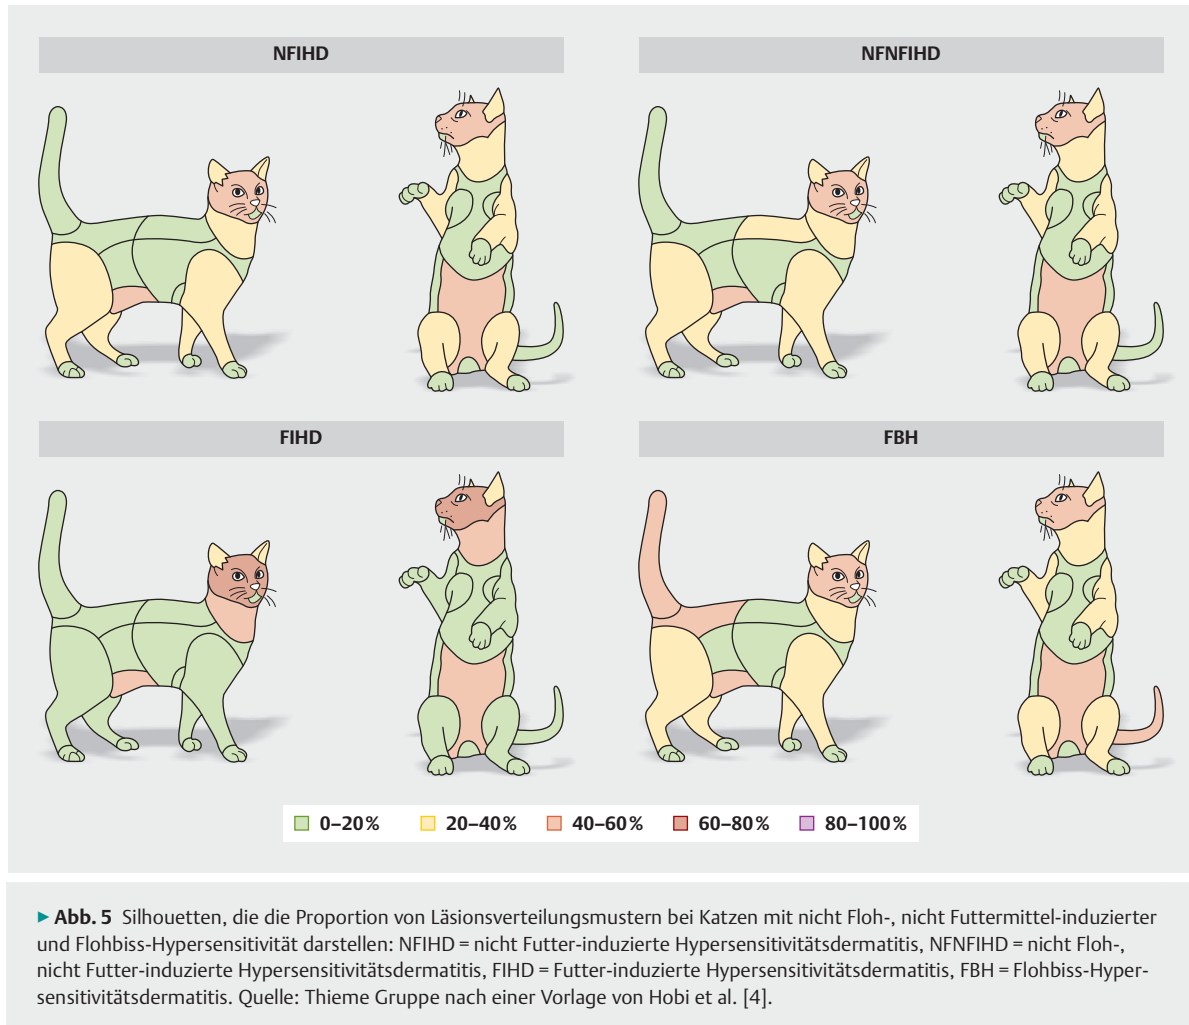 NFIHD
NFNFIHD
FIHD
FBH
0–20% 20–40% 40–60% 60–80% 80–100%
▶ Abb. 5 Silhouetten, die die Proportion von Läsionsverteilungsmustern bei Katzen mit nicht Floh-, nicht Futtermittel-induzierter
und Flohbiss-Hypersensitivität darstellen: NFIHD = nicht Futter-induzierte Hypersensitivitätsdermatitis, NFNFIHD = nicht Floh-,
nicht Futter-induzierte Hypersensitivitätsdermatitis, FIHD = Futter-induzierte Hypersensitivitätsdermatitis, FBH = Flohbiss-Hyper-
sensitivitätsdermatitis. Quelle: Thieme Gruppe nach einer Vorlage von Hobi et al. [4].